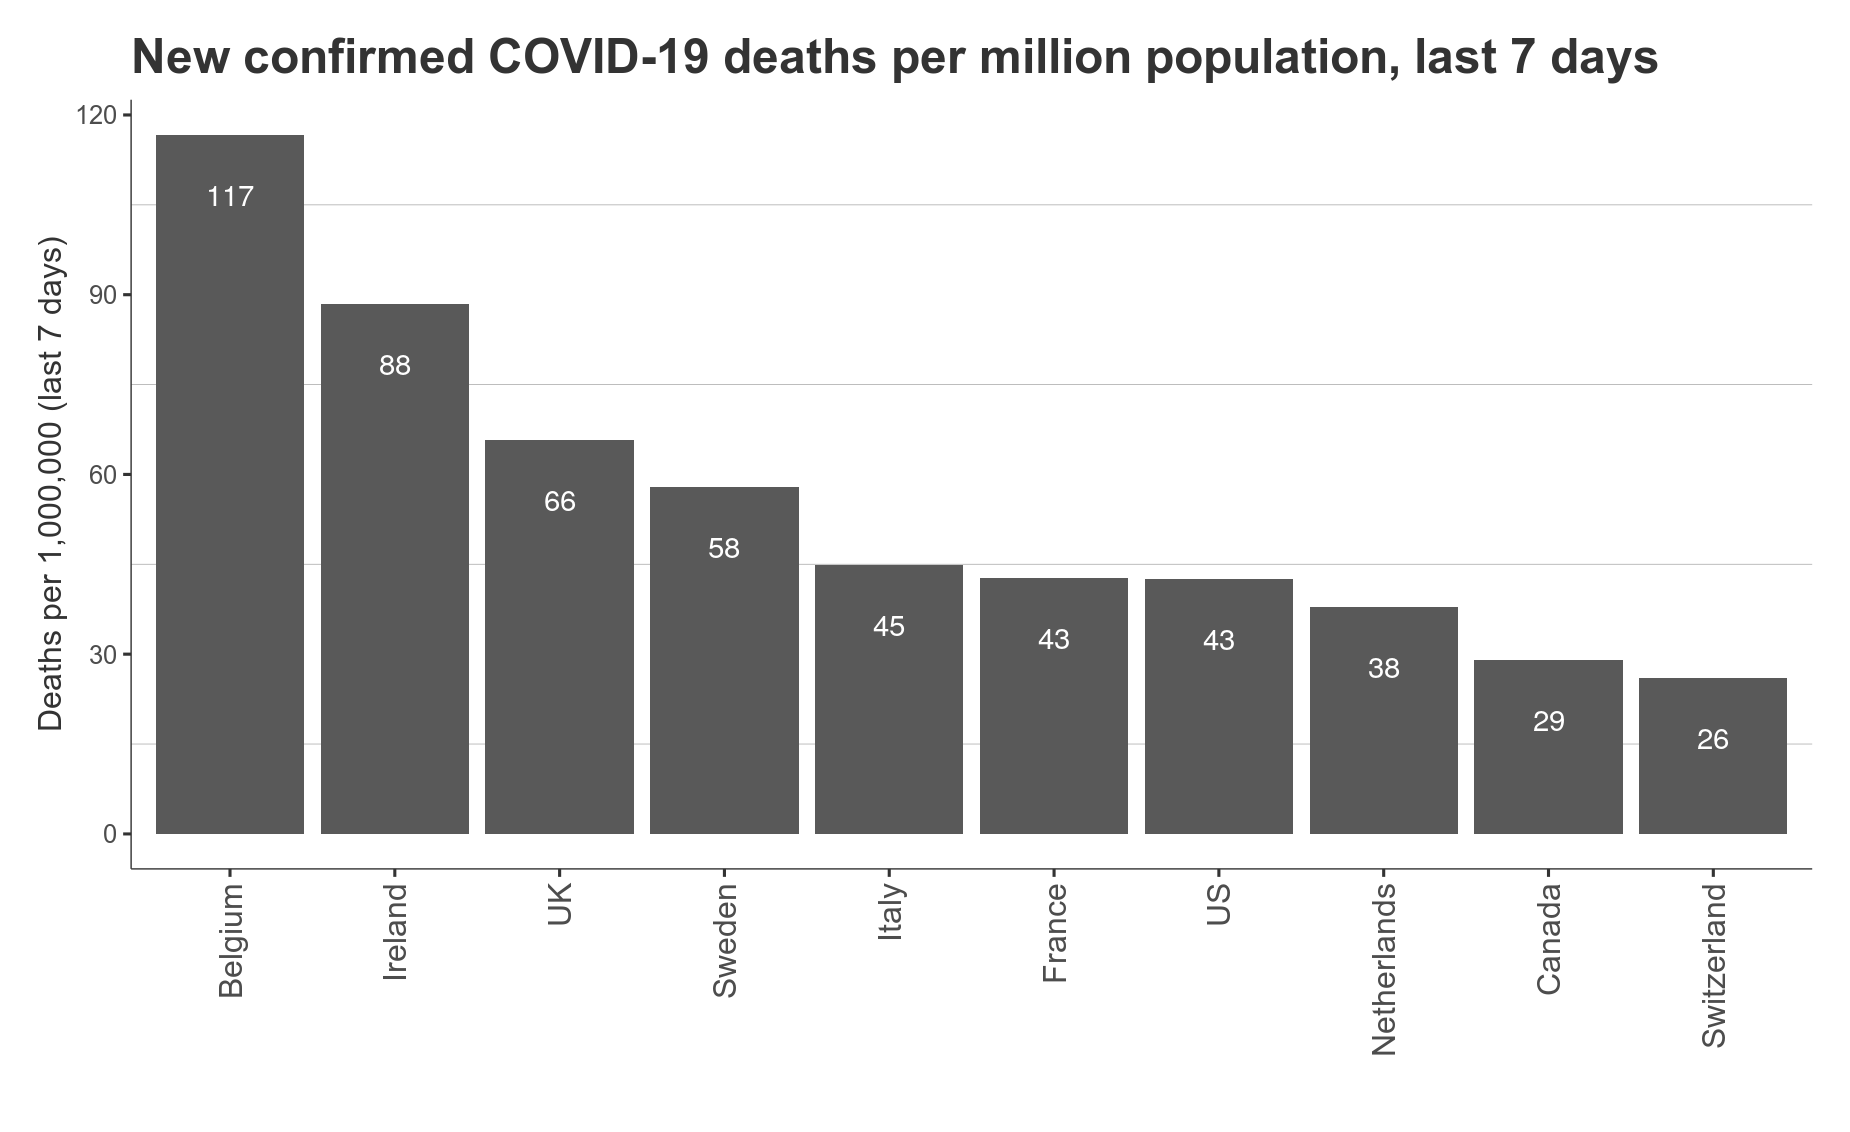 New confirmed COVID-19 deaths per million population, last 7 days
Deaths per 1,000,000 (last 7 days)
120
90
60
30
0
117
88
66
58
45
43
43
38
29
26
Belgium
Ireland
UK
Sweden
Italy
France
US
Netherlands
Canada
Switzerland